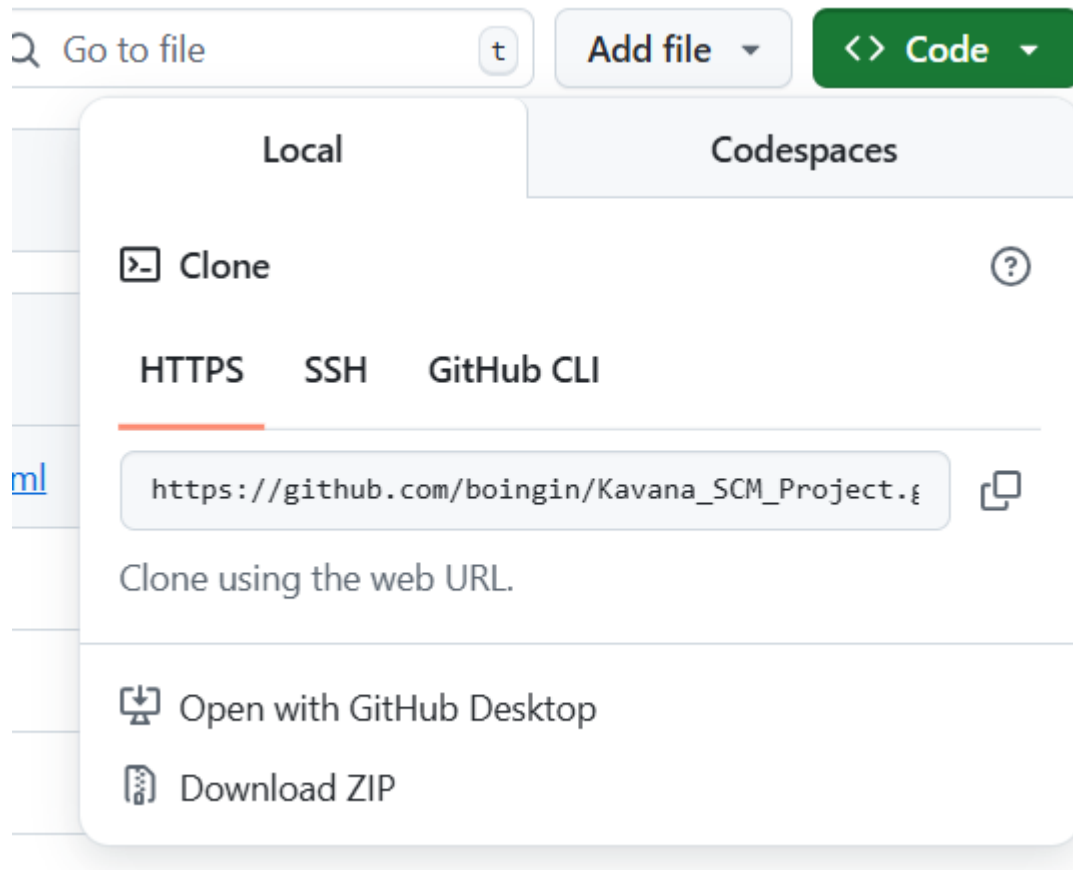 Go to file t Add file <> Code
Local Codespaces
Clone
HTTPS SSH GitHub CLI
ml
https://github.com/boingin/Kavana_SCM_Project.g
Clone using the web URL.
Open with GitHub Desktop
Download ZIP